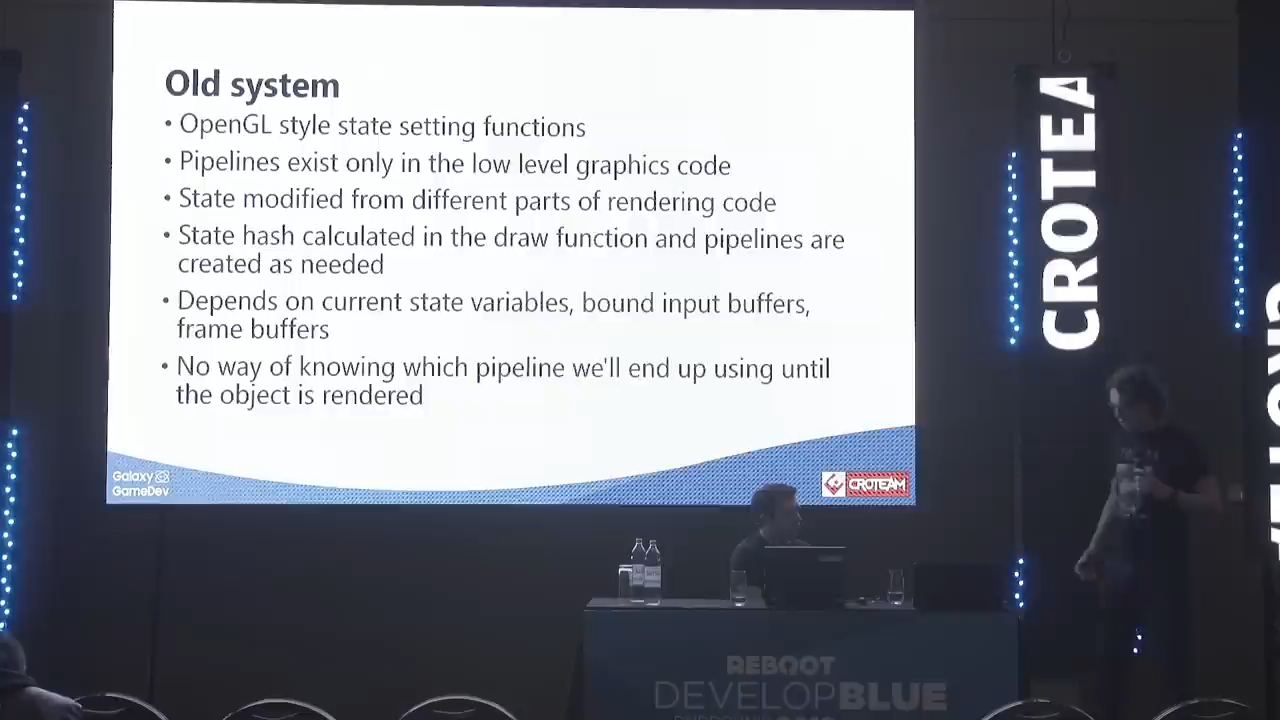 Old system
• OpenGL style state setting functions
• Pipelines exist only in the low level graphics code
• State modified from different parts of rendering code
• State hash calculated in the draw function and pipelines are
created as needed
• Depends on current state variables, bound input buffers,
frame buffers
• No way of knowing which pipeline we'll end up using until
the object is rendered
Galaxy
GameDev
CROTEAM
CROTEA
REBOOT
DEVELOPBLUE